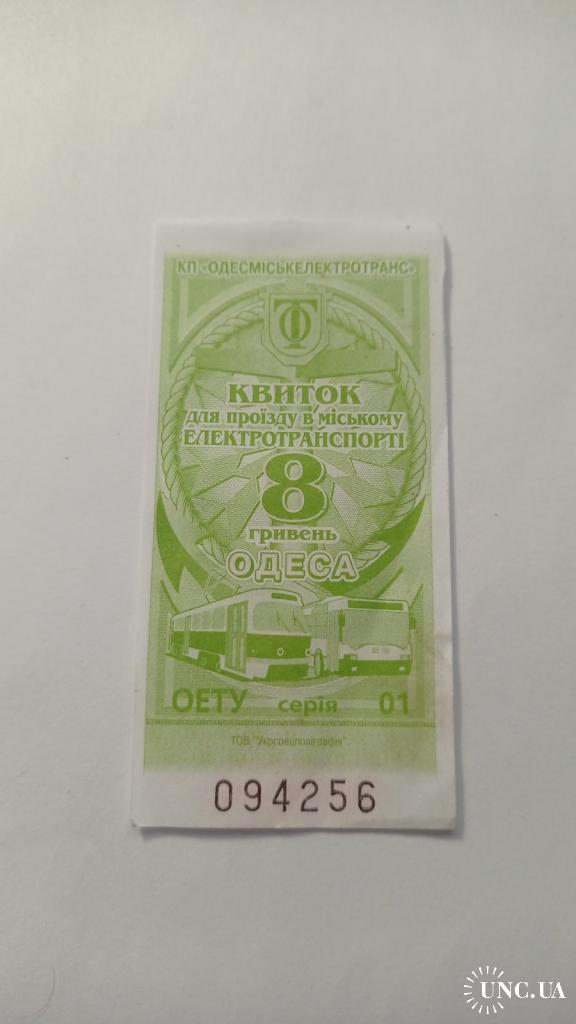 КП «ОДЕСМІСЬКЕЛЕКТРОТРАНС»
КВИТОК
для проїзду в міському
ЕЛЕКТРОТРАНСПОРТІ
8
гривень
ОДЕСА
ОЕТУ серія 01
ТОВ "Укрспецполіграфія"
094256
UNC.UA